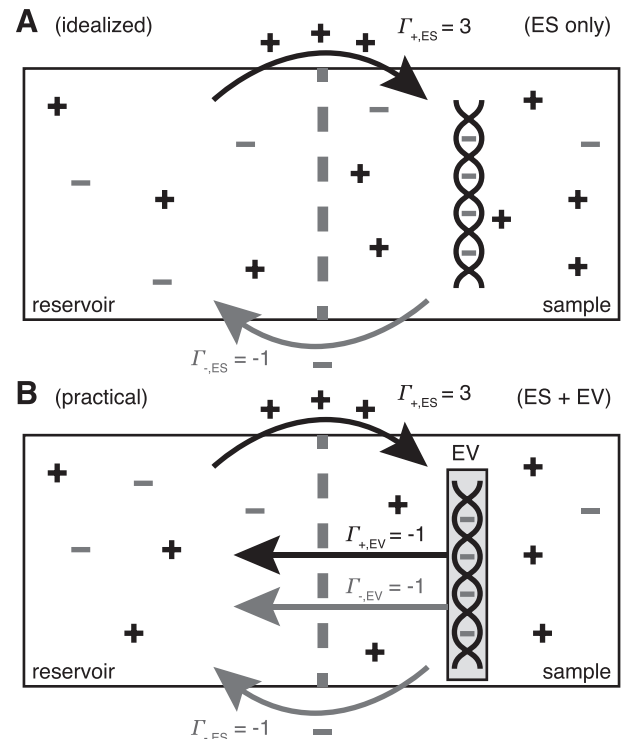 A (idealized) Γ+,ES = 3 (ES only)
reservoir sample
Γ-,ES = -1
B (practical) Γ+,ES = 3 (ES + EV)
EV
Γ+,EV = -1
Γ-,EV = -1
reservoir sample
Γ-,ES = -1